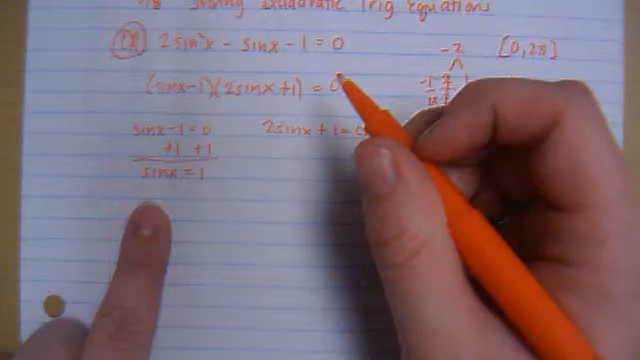 Solving Quadratic Trig Equations
EX 2sin²x - sinx - 1 = 0 [0, 2π]
-2
(sinx - 1)(2sinx + 1) = 0
sinx - 1 = 0 2sinx + 1 =
+1 +1
sinx = 1